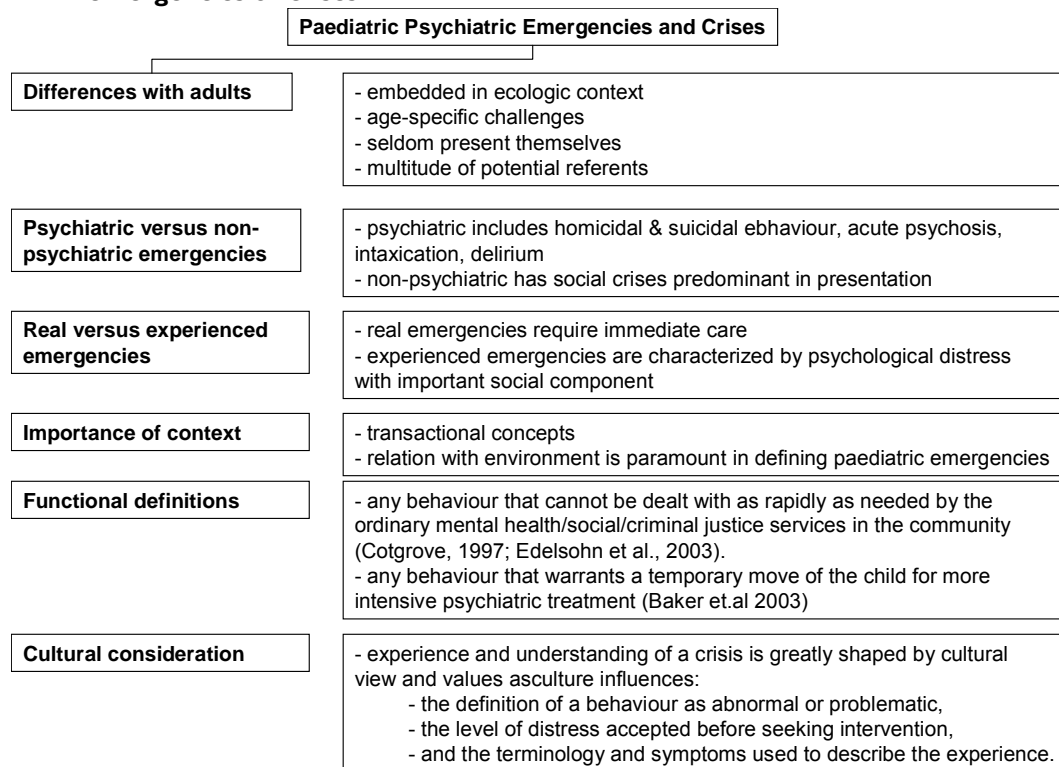 Paediatric Psychiatric Emergencies and Crises
Differences with adults
- embedded in ecologic context
- age-specific challenges
- seldom present themselves
- multitude of potential referents
Psychiatric versus non-
psychiatric emergencies
- psychiatric includes homicidal & suicidal ebhaviour, acute psychosis,
intaxication, delirium
- non-psychiatric has social crises predominant in presentation
Real versus experienced
emergencies
- real emergencies require immediate care
- experienced emergencies are characterized by psychological distress
with important social component
Importance of context
- transactional concepts
- relation with environment is paramount in defining paediatric emergencies
Functional definitions
- any behaviour that cannot be dealt with as rapidly as needed by the
ordinary mental health/social/criminal justice services in the community
(Cotgrove, 1997; Edelsohn et al., 2003).
- any behaviour that warrants a temporary move of the child for more
intensive psychiatric treatment (Baker et.al 2003)
Cultural consideration
- experience and understanding of a crisis is greatly shaped by cultural
view and values asculture influences:
- the definition of a behaviour as abnormal or problematic,
- the level of distress accepted before seeking intervention,
- and the terminology and symptoms used to describe the experience.